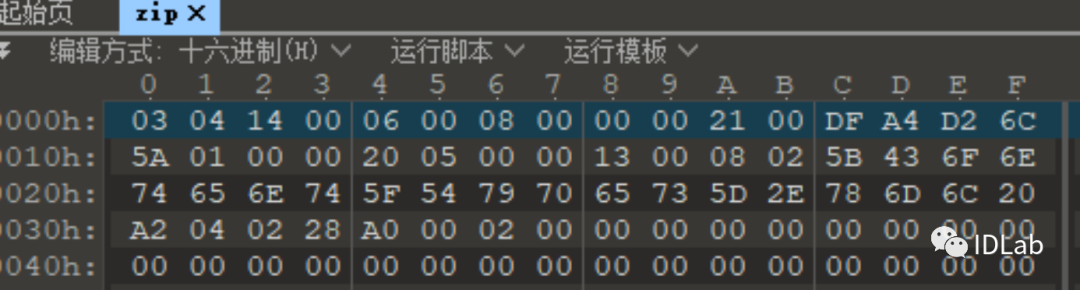 起始页 zip ×
编辑方式: 十六进制(H) 运行脚本 运行模板
0 1 2 3 4 5 6 7 8 9 A B C D E F
0000h: 03 04 14 00 06 00 08 00 00 00 21 00 DF A4 D2 6C
0010h: 5A 01 00 00 20 05 00 00 13 00 08 02 5B 43 6F 6E
0020h: 74 65 6E 74 5F 54 79 70 65 73 5D 2E 78 6D 6C 20
0030h: A2 04 02 28 A0 00 02 00 00 00 00 00 00 00 00 00
0040h: 00 00 00 00 00 00 00 00 00 00 00 00 00 00 00 00
IDLab